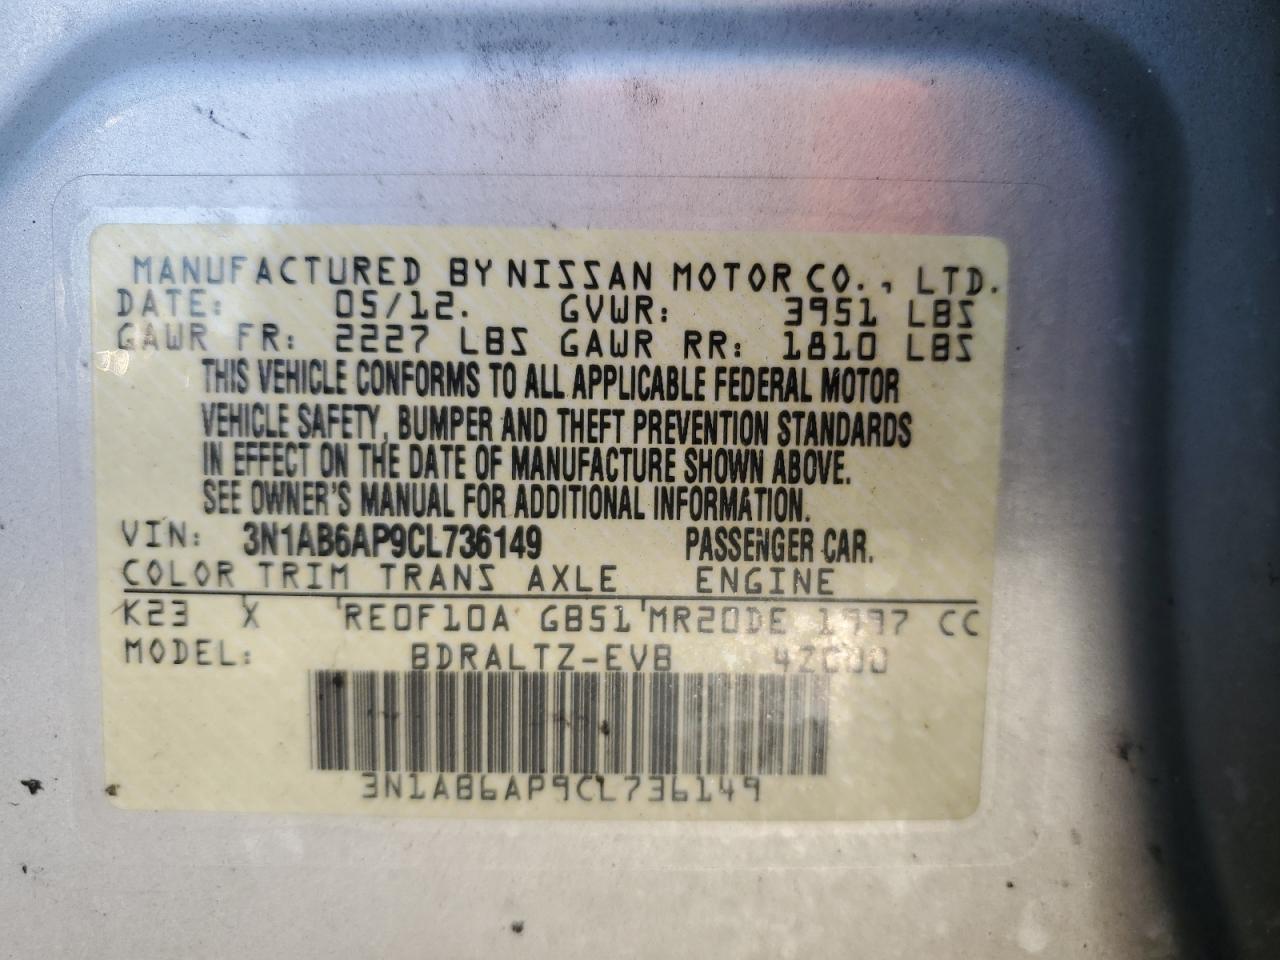 MANUFACTURED BY NISSAN MOTOR CO., LTD.
DATE: 05/12. GVWR: 3951 LBS
GAWR FR: 2227 LBS GAWR RR: 1810 LBS
THIS VEHICLE CONFORMS TO ALL APPLICABLE FEDERAL MOTOR
VEHICLE SAFETY, BUMPER AND THEFT PREVENTION STANDARDS
IN EFFECT ON THE DATE OF MANUFACTURE SHOWN ABOVE.
SEE OWNER'S MANUAL FOR ADDITIONAL INFORMATION.
VIN: 3N1AB6AP9CL736149 PASSENGER CAR.
COLOR TRIM TRANS AXLE ENGINE
K23 X RE0F10A GB51 MR20DE 1997 CC
MODEL: BDRALTZ-EVB
3N1AB6AP9CL736149